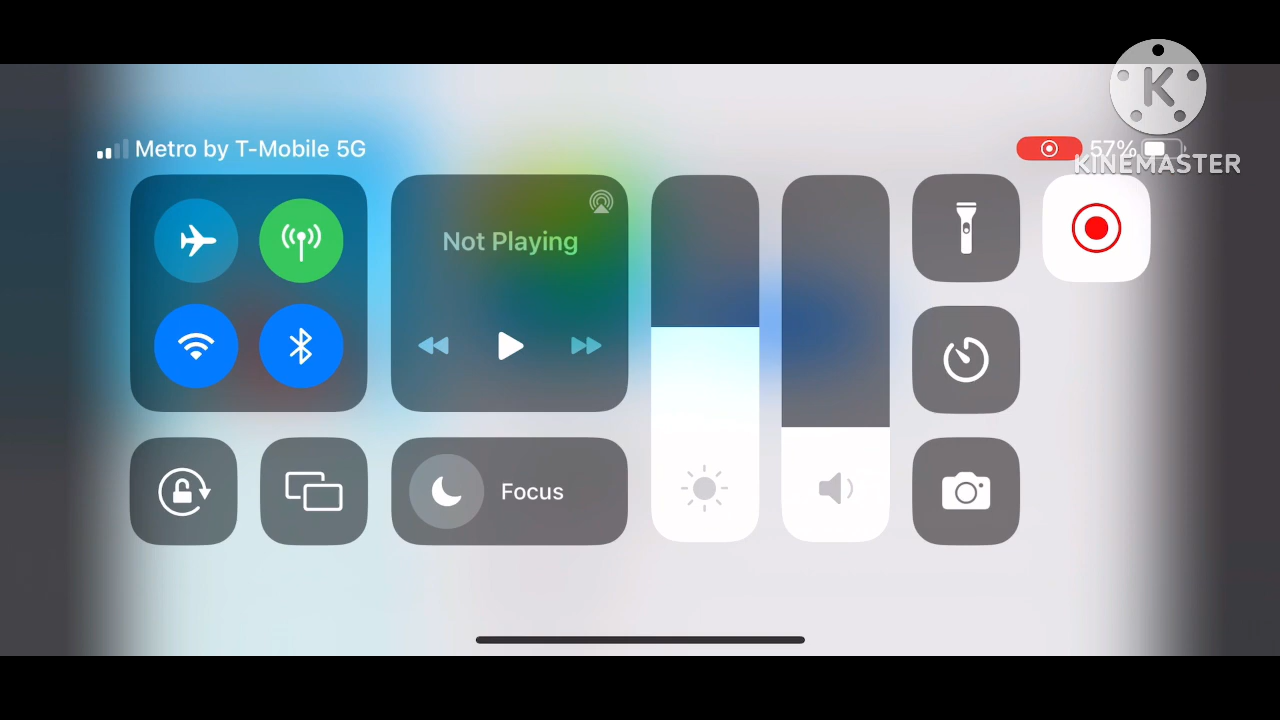 Metro by T-Mobile 5G
57%
K
KINEMASTER
Not Playing
Focus